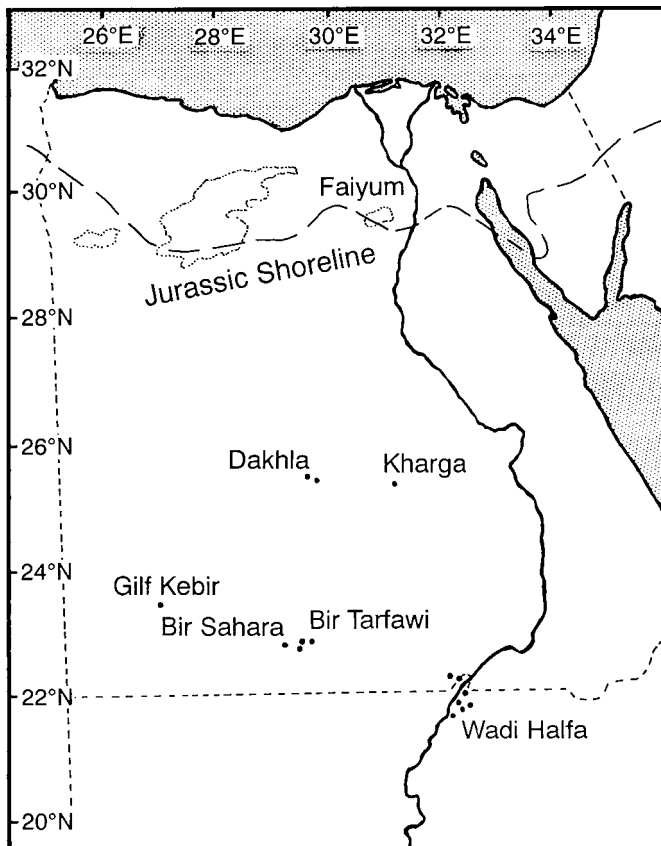 26°E 28°E 30°E 32°E 34°E
32°N
30°N
Faiyum
Jurassic Shoreline
28°N
26°N
Dakhla Kharga
24°N
Gilf Kebir
Bir Sahara Bir Tarfawi
22°N
Wadi Halfa
20°N